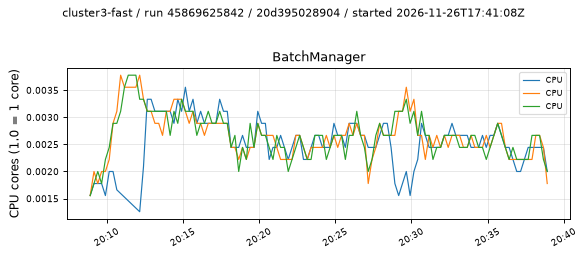 cluster3-fast / run 45869625842 / 20d395028904 / started 2026-11-26T17:41:08Z
BatchManager
CPU cores (1.0 = 1 core)
0.0035
0.0030
0.0025
0.0020
0.0015
CPU
CPU
CPU
20:10
20:15
20:20
20:25
20:30
20:35
20:40